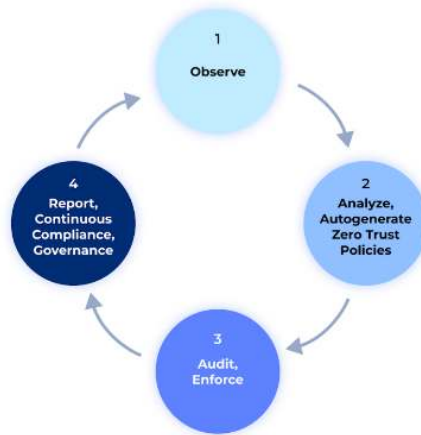 1
Observe
2
Analyze,
Autogenerate
Zero Trust
Policies
3
Audit,
Enforce
4
Report,
Continuous
Compliance,
Governance